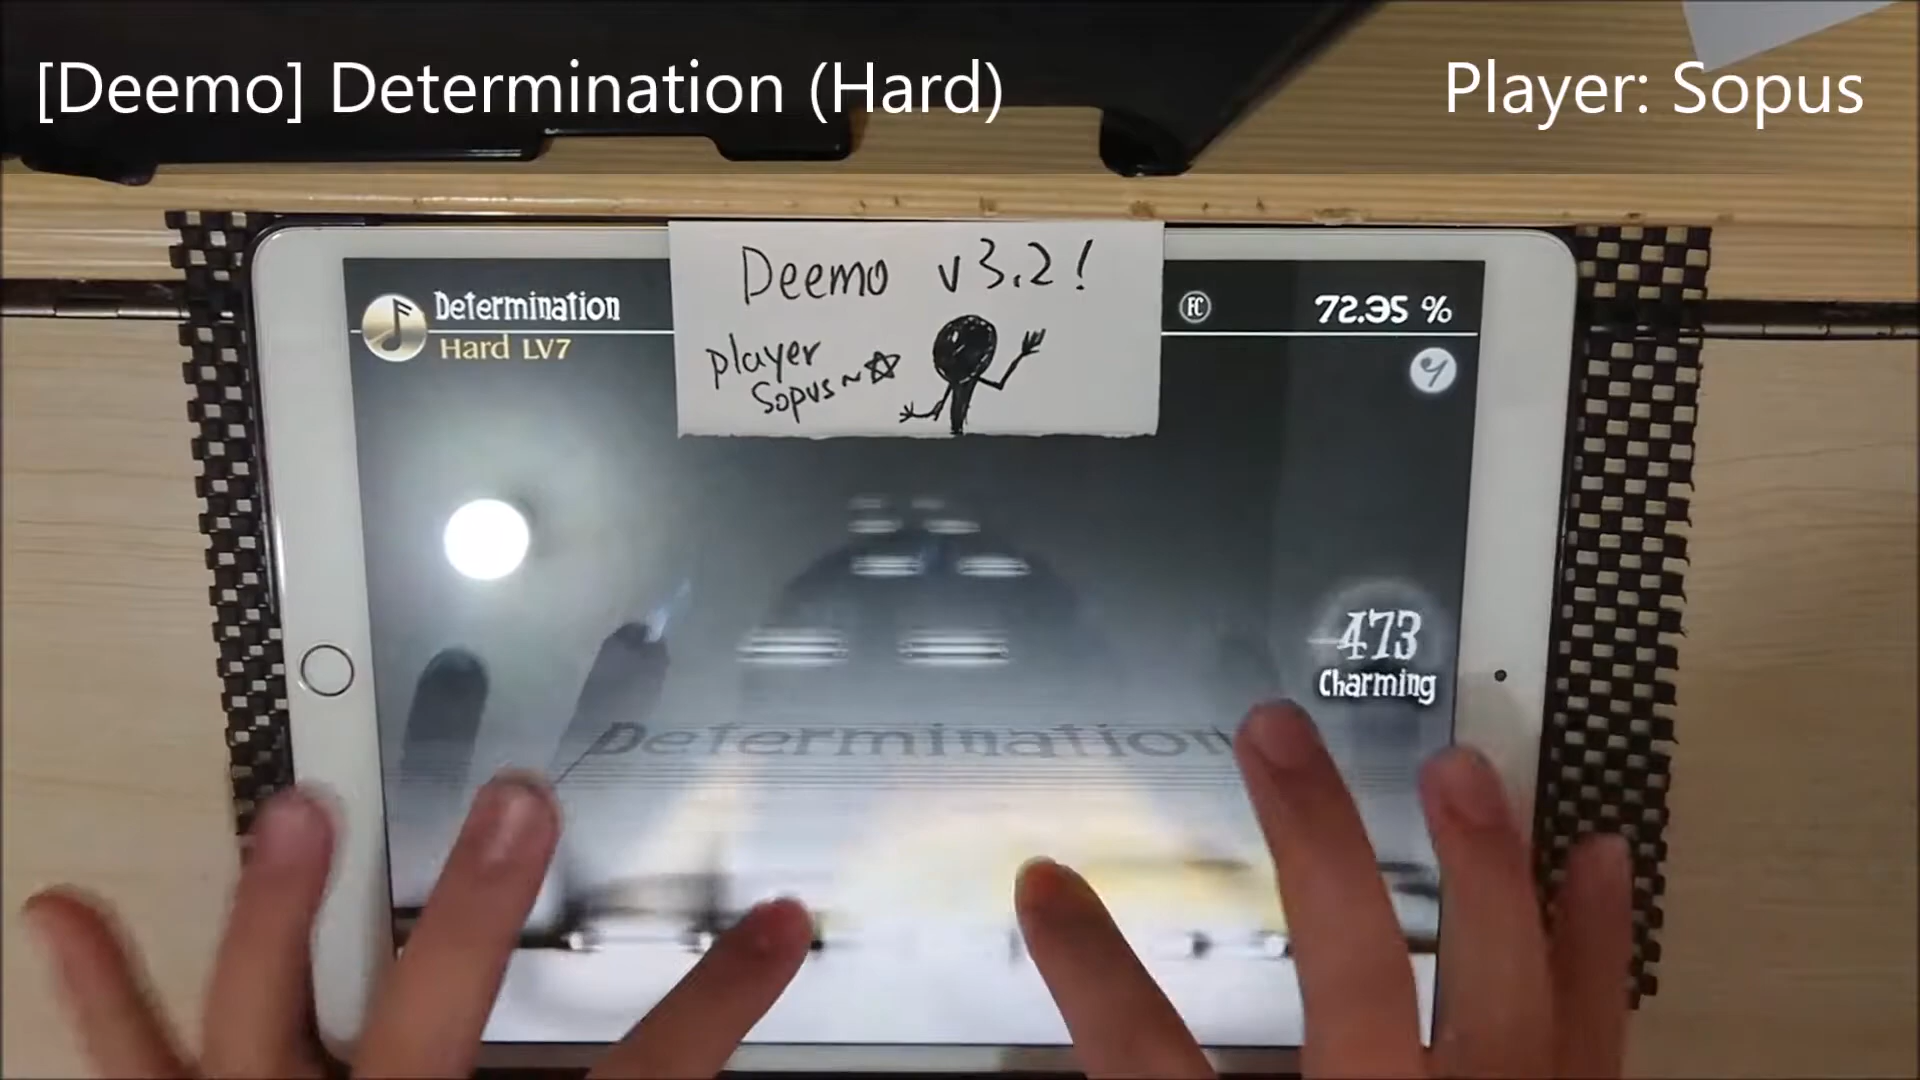 [Deemo] Determination (Hard)
Player: Sopus
Deemo v3.2!
player
Sopus~☆
Determination
Hard LV7
FC
72.35 %
473
Charming
Determination